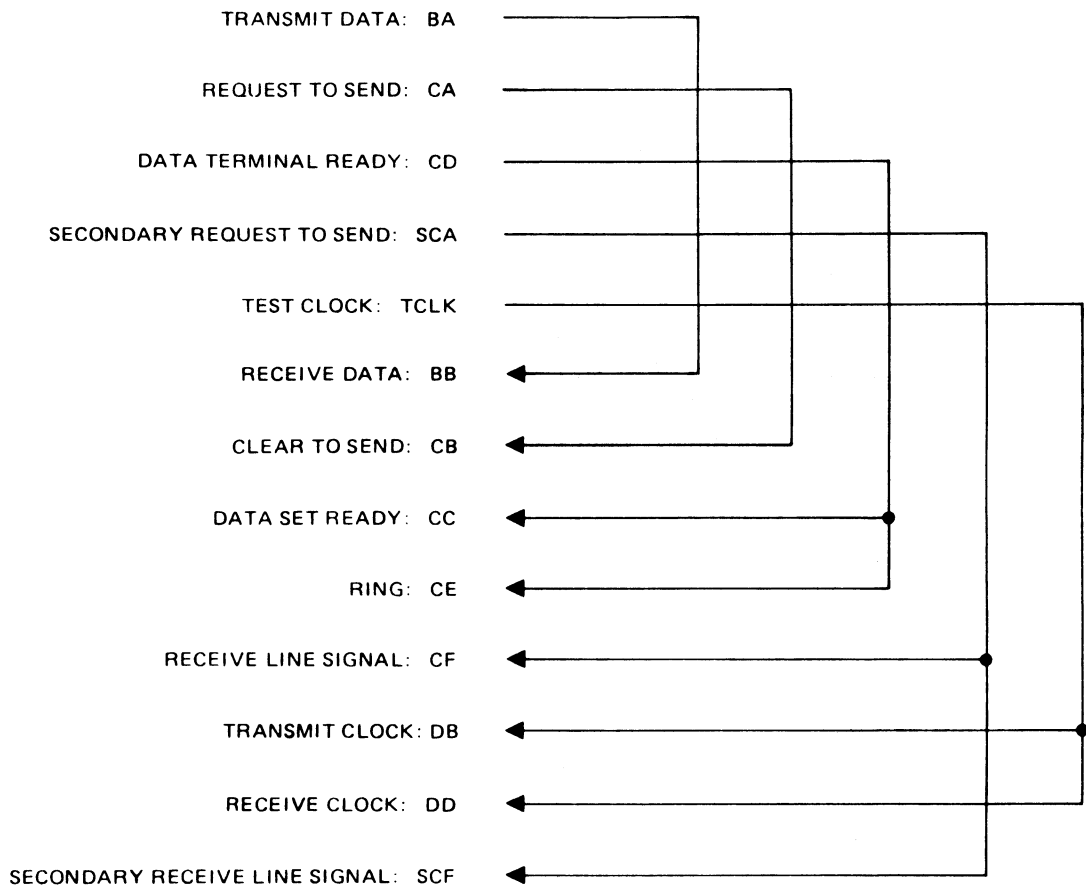 TRANSMIT DATA: BA
REQUEST TO SEND: CA
DATA TERMINAL READY: CD
SECONDARY REQUEST TO SEND: SCA
TEST CLOCK: TCLK
RECEIVE DATA: BB
CLEAR TO SEND: CB
DATA SET READY: CC
RING: CE
RECEIVE LINE SIGNAL: CF
TRANSMIT CLOCK: DB
RECEIVE CLOCK: DD
SECONDARY RECEIVE LINE SIGNAL: SCF